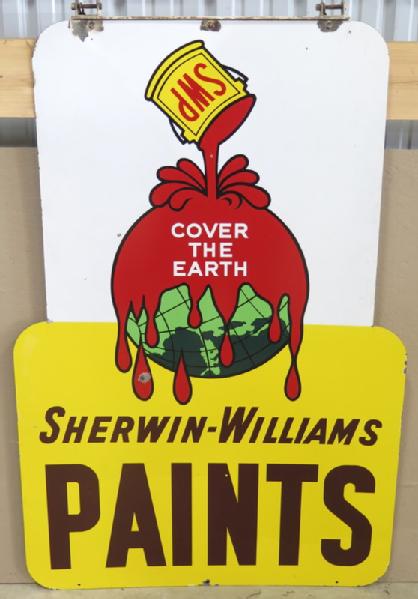 SWP
COVER
THE
EARTH
SHERWIN-WILLIAMS
PAINTS